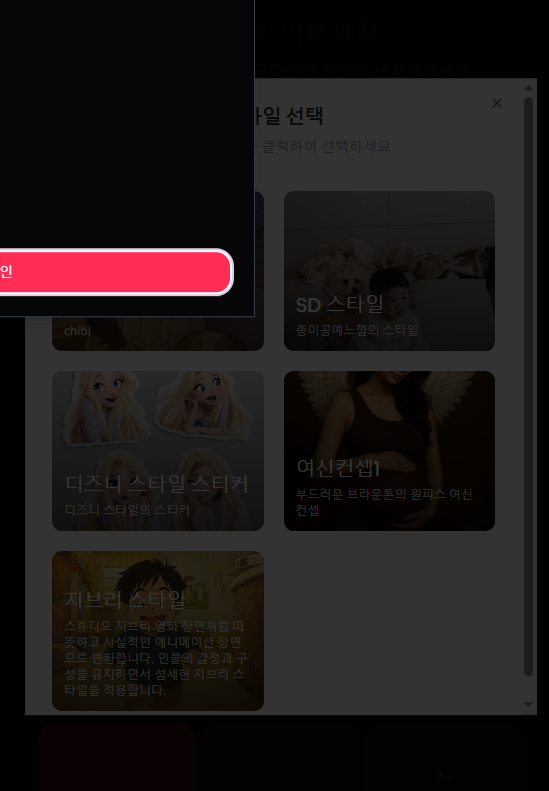 타일 선택
클릭하여 선택하세요
인
SD 스타일
종이공예느낌의 스타일
chibi
디즈니 스타일 스티커
디즈니 스타일의 스티커
여신컨셉1
부드러운 브라운톤의 원피스 여신
컨셉
지브리 스타일
스튜디오 지브리 영화 장면처럼 따
뜻하고 사실적인 애니메이션 장면
으로 변환합니다. 인물의 감정과 구
성을 유지하면서 섬세한 지브리 스
타일을 적용합니다.
3:2